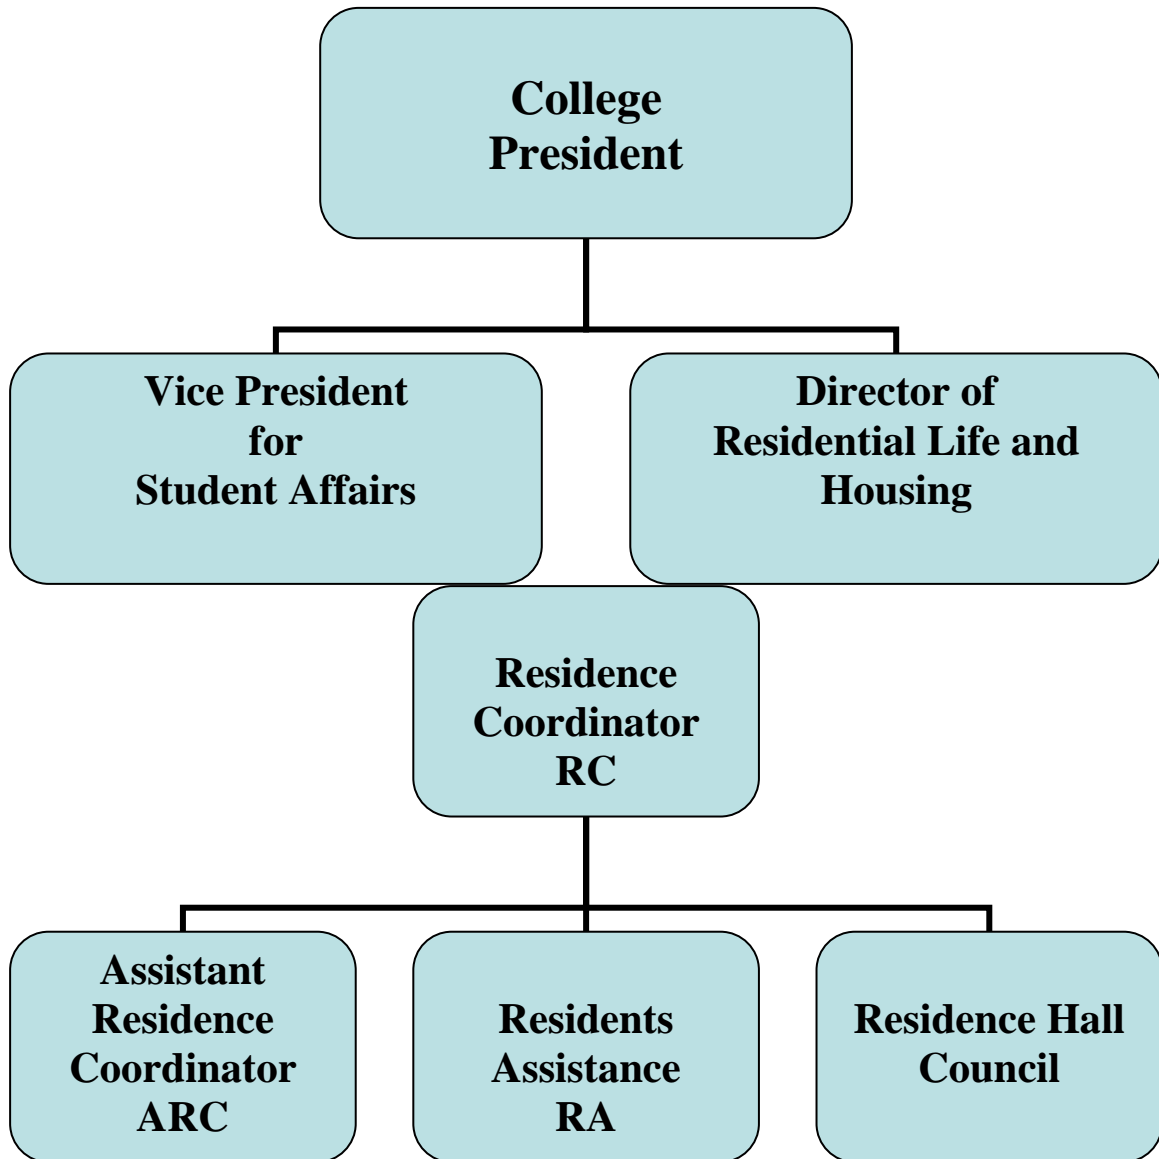 College
President
Vice President
for
Student Affairs
Director of
Residential Life and
Housing
Residence
Coordinator
RC
Assistant
Residence
Coordinator
ARC
Residents
Assistance
RA
Residence Hall
Council